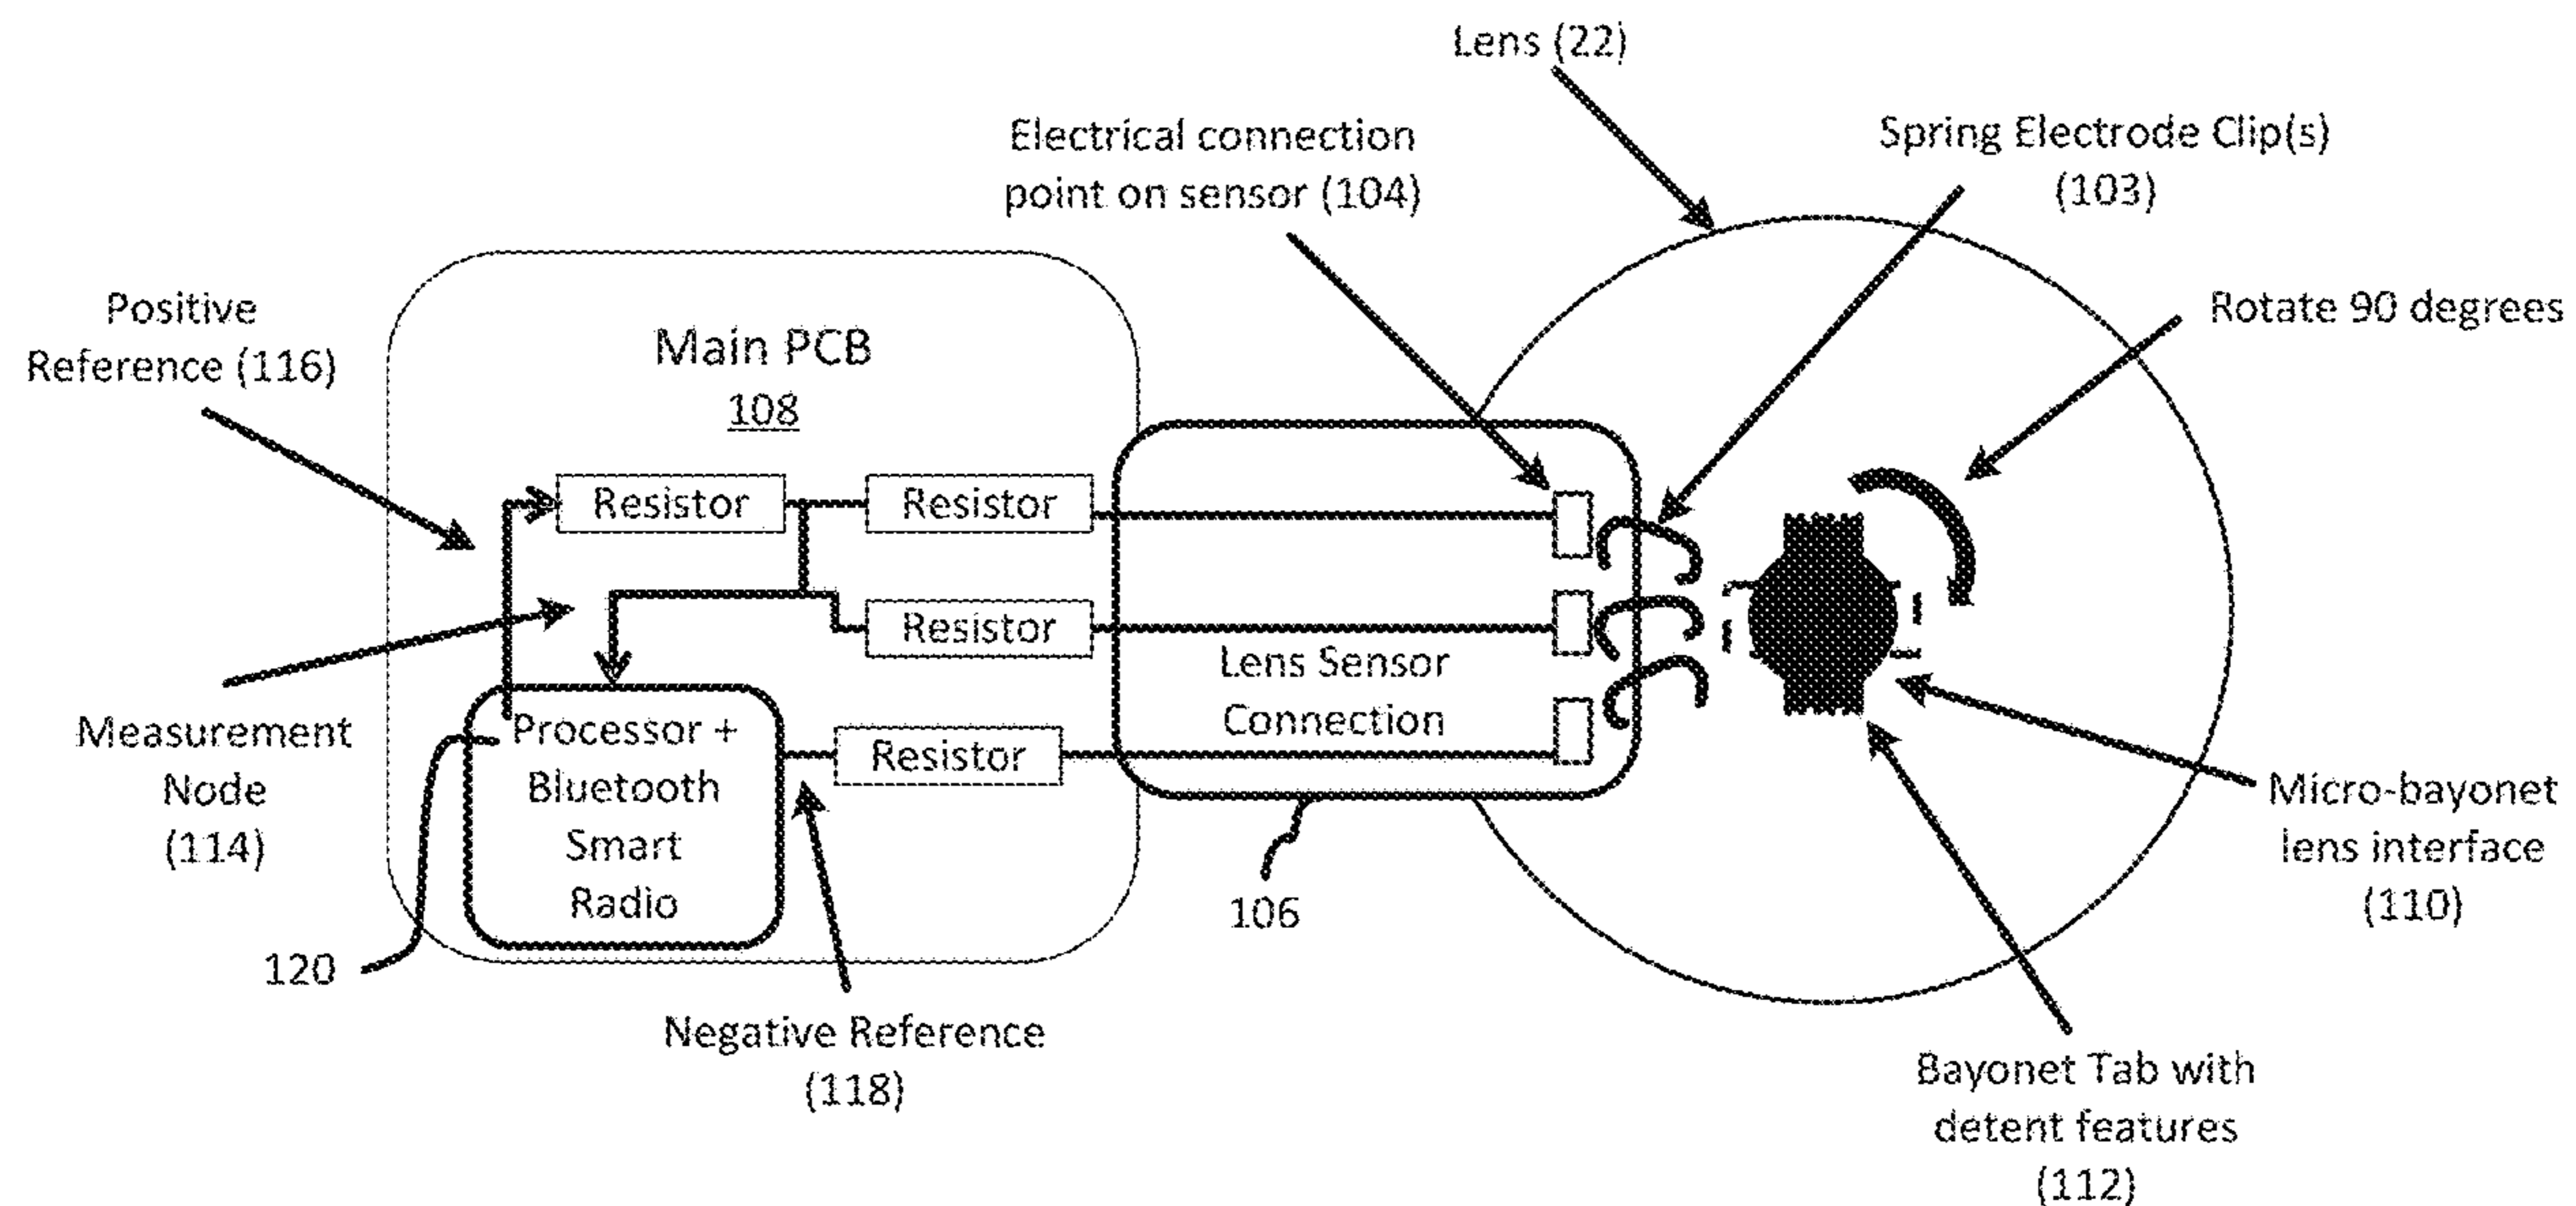 Lens (22)
Electrical connection
point on sensor (104)
Spring Electrode Clip(s)
(103)
Rotate 90 degrees
Positive
Reference (116)
Main PCB
108
Resistor
Resistor
Resistor
Lens Sensor
Connection
Measurement
Node
(114)
Processor +
Bluetooth
Smart
Radio
Resistor
Micro-bayonet
lens interface
(110)
106
120
Negative Reference
(118)
Bayonet Tab with
detent features
(112)